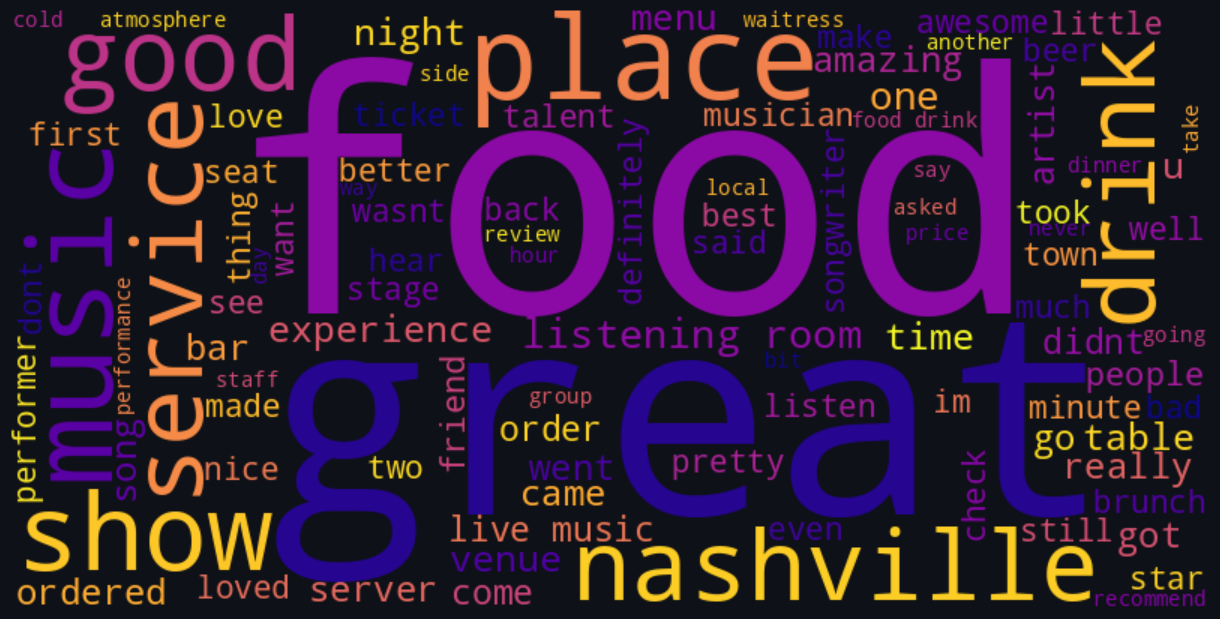 cold
atmosphere
good
night
side
place
menu
waitress
make
awesome
little
another
beer
amazing
one
first
love
ticket
talent
musician
food drink
artist
drink
take
service
seat
better
way
food
definitely
songwriter
local
say
dinner
u
music
thing
want
wasnt
back
review
hour
best
said
asked
price
took
never
well
town
day
hear
stage
dont
see
experience
listening room
time
much
didnt
going
performer
performance
bar
staff
made
great
bit
people
friend
group
order
listen
im
minute
bad
go
table
song
nice
two
went
pretty
check
really
came
brunch
show
live music
even
still
got
venue
nashville
ordered
loved
server
come
star
recommend